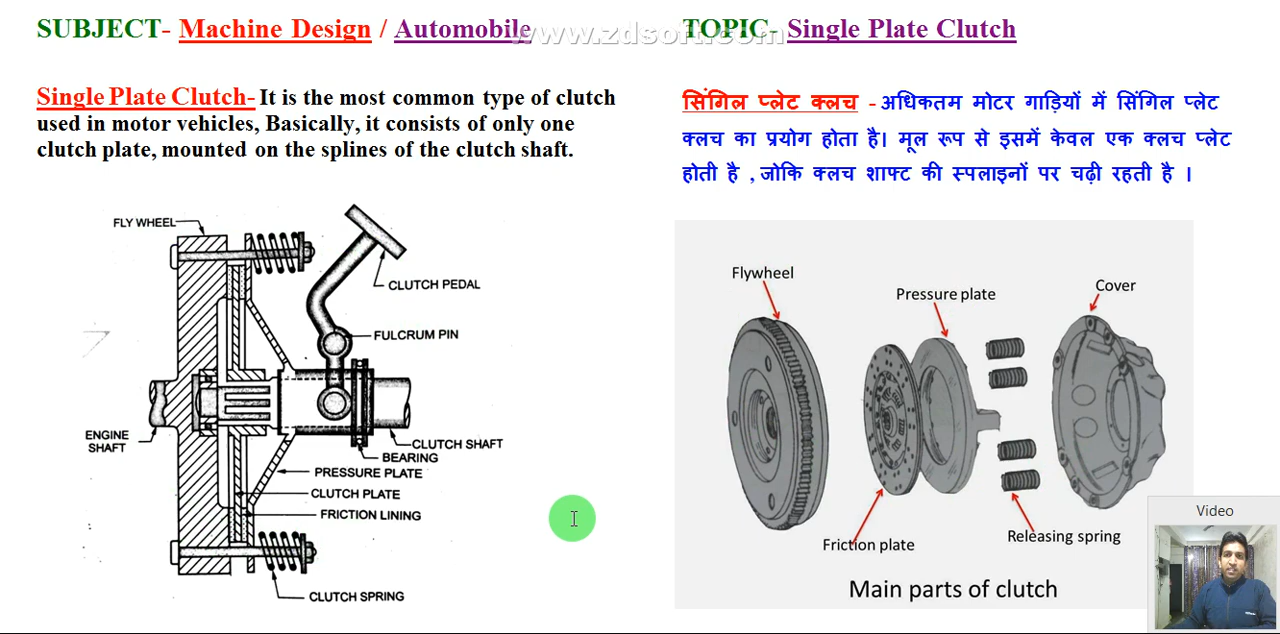 SUBJECT- Machine Design / Automobile
www.zdsoft.com
TOPIC- Single Plate Clutch
Single Plate Clutch- It is the most common type of clutch
used in motor vehicles, Basically, it consists of only one
clutch plate, mounted on the splines of the clutch shaft.
सिंगिल प्लेट क्लच - अधिकतम मोटर गाड़ियों में सिंगिल प्लेट
क्लच का प्रयोग होता है। मूल रूप से इसमें केवल एक क्लच प्लेट
होती है , जोकि क्लच शाफ्ट की स्पलाइनों पर चढ़ी रहती है ।
FLY WHEEL
CLUTCH PEDAL
FULCRUM PIN
ENGINE
SHAFT
CLUTCH SHAFT
BEARING
PRESSURE PLATE
CLUTCH PLATE
FRICTION LINING
CLUTCH SPRING
Flywheel
Pressure plate
Cover
Friction plate
Releasing spring
Main parts of clutch
Video